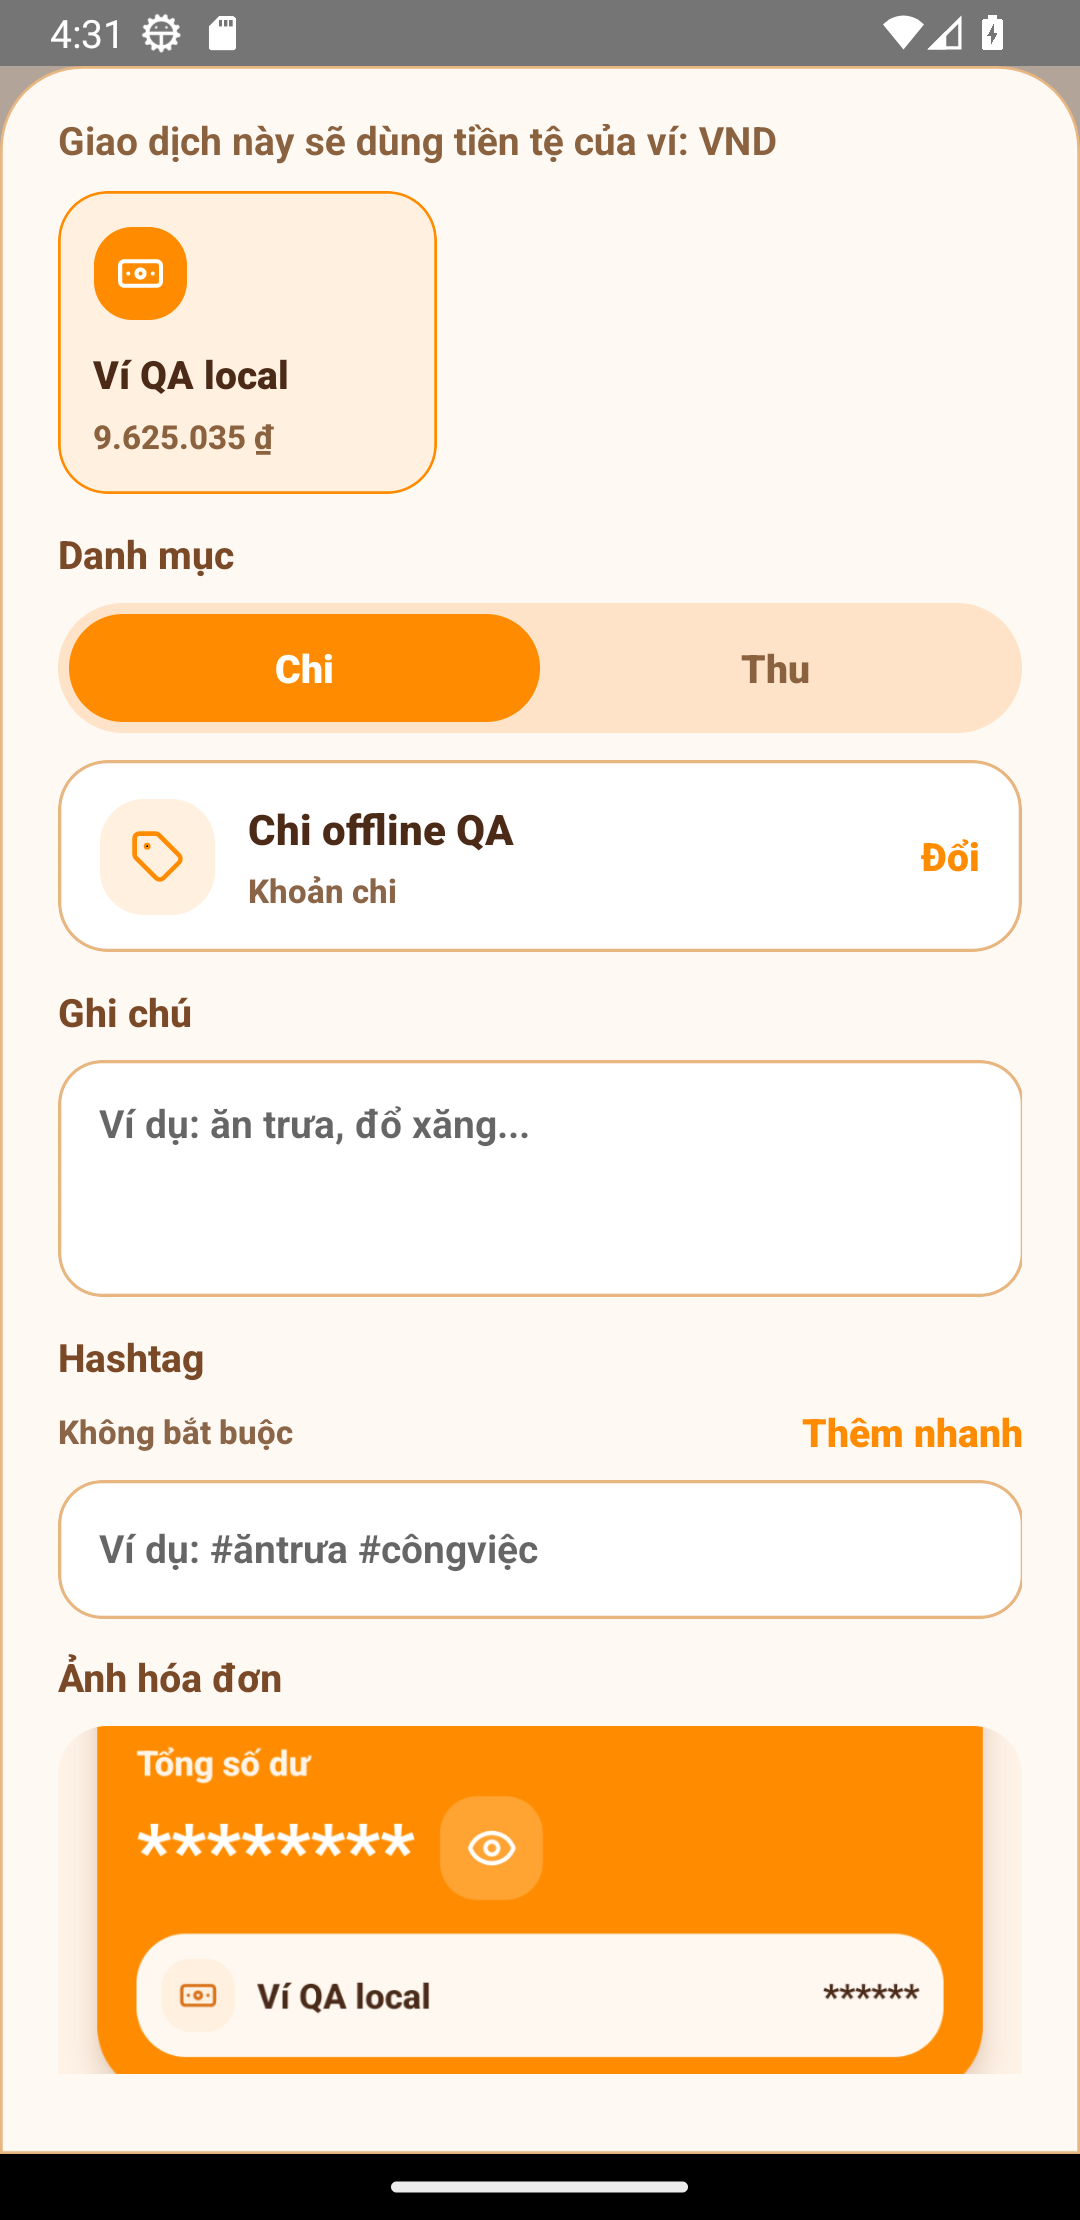 4:31
Giao dịch này sẽ dùng tiền tệ của ví: VND
Ví QA local
9.625.035 ₫
Danh mục
Chi
Thu
Chi offline QA
Khoản chi
Đổi
Ghi chú
Ví dụ: ăn trưa, đổ xăng...
Hashtag
Không bắt buộc
Thêm nhanh
Ví dụ: #ăntrưa #côngviệc
Ảnh hóa đơn
Tổng số dư
********
Ví QA local
******